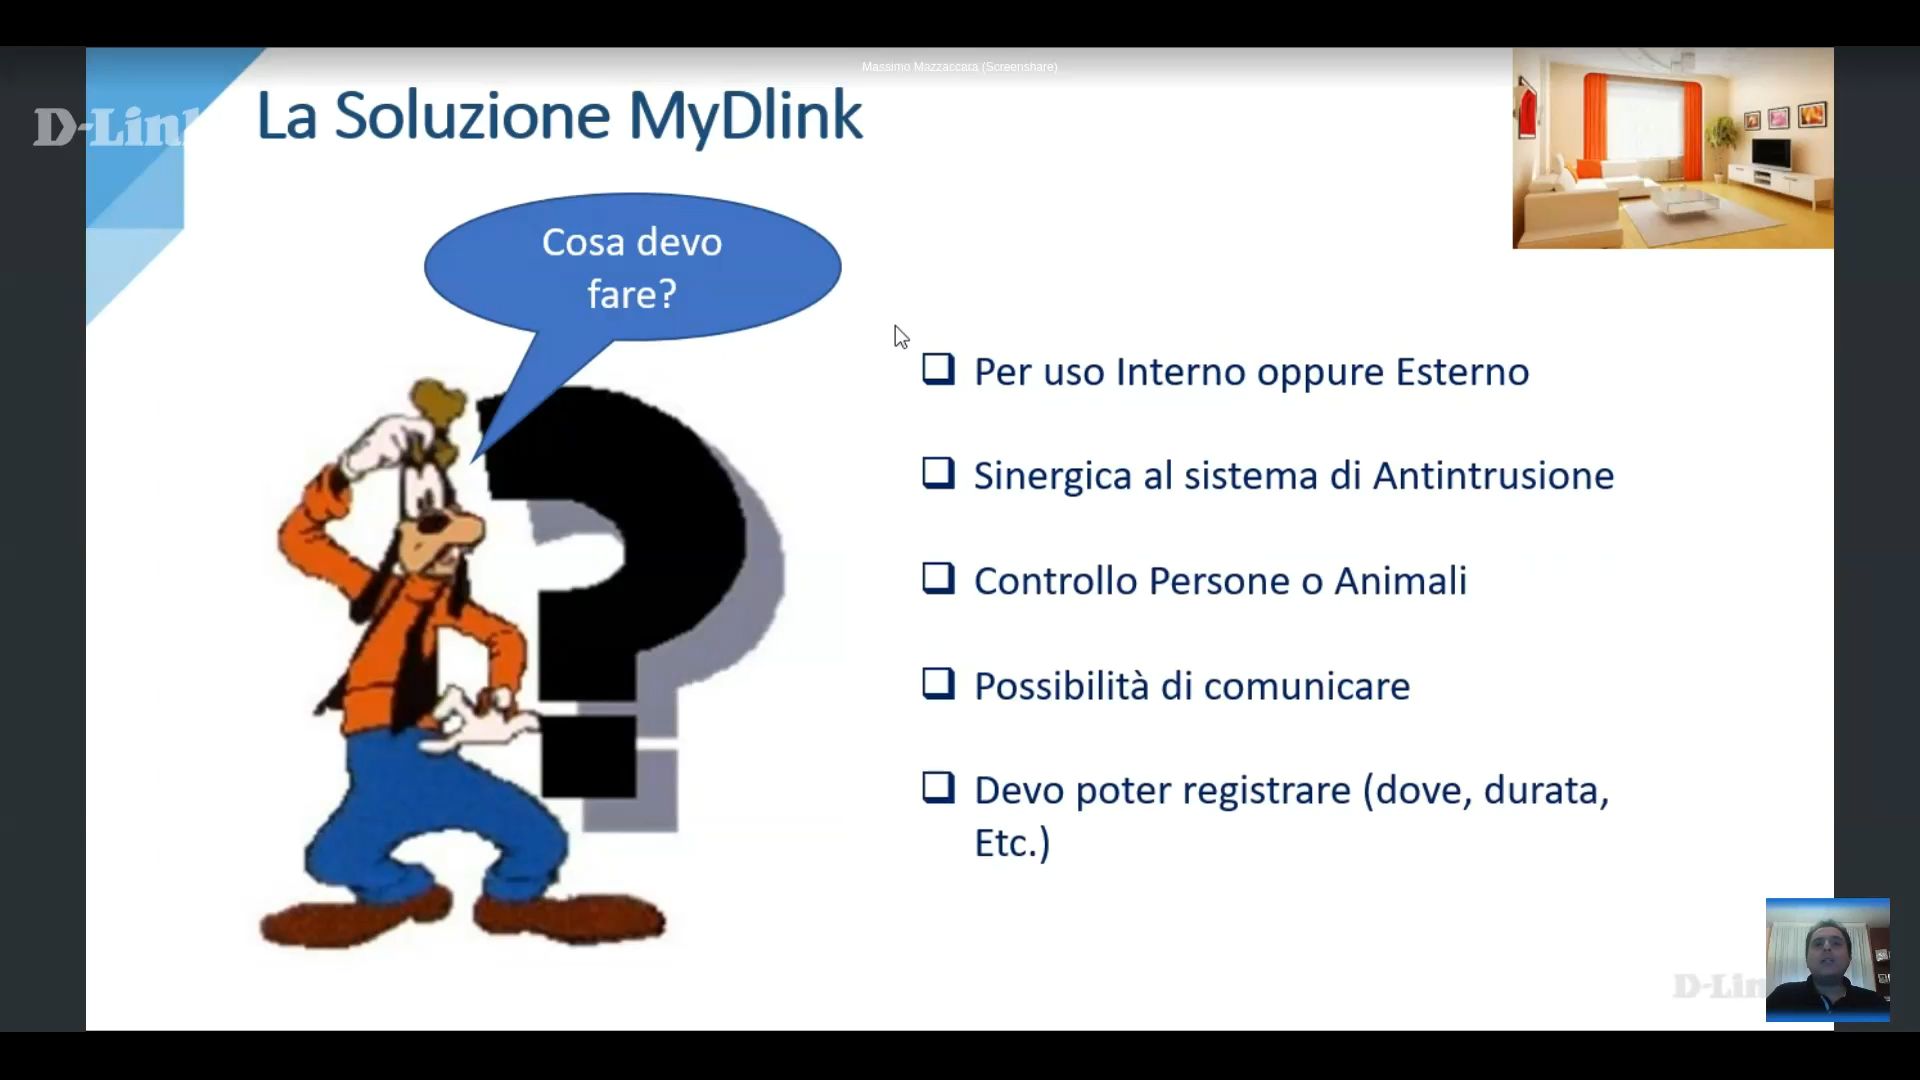 Massimo Mazzaccara (Screenshare)
D-Link
La Soluzione MyDlink
Cosa devo
fare?
❑ Per uso Interno oppure Esterno
❑ Sinergica al sistema di Antintrusione
❑ Controllo Persone o Animali
❑ Possibilità di comunicare
❑ Devo poter registrare (dove, durata,
Etc.)
D-Lin